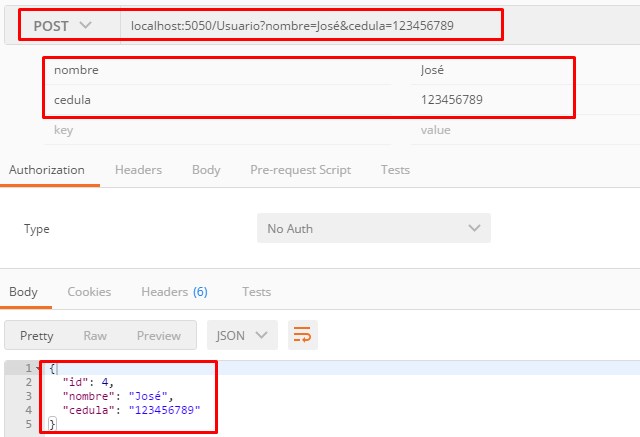 POST localhost:5050/Usuario?nombre=José&cedula=123456789
nombre José
cedula 123456789
key value
Authorization Headers Body Pre-request Script Tests
Type No Auth
Body Cookies Headers (6) Tests
Pretty Raw Preview JSON
1 {
2 "id": 4,
3 "nombre": "José",
4 "cedula": "123456789"
5 }